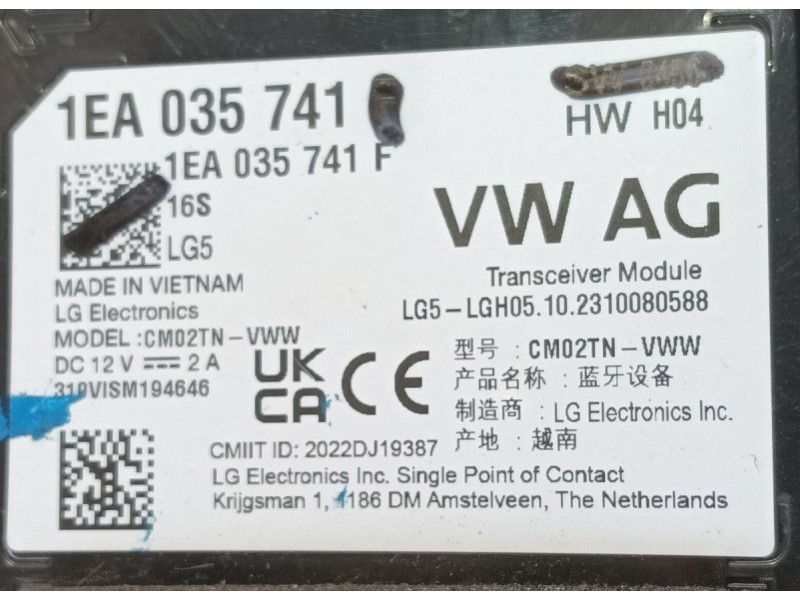 1EA 035 741
HW H04
1EA 035 741 F
16S
LG5
VW AG
Transceiver Module
LG5-LGH05.10.2310080588
MADE IN VIETNAM
LG Electronics
MODEL :CM02TN-VWW
DC 12 V ⎓ 2 A
310VISM194646
UK
CA
CE
型号 : CM02TN-VWW
产品名称 : 蓝牙设备
制造商 : LG Electronics Inc.
产地 : 越南
CMIIT ID: 2022DJ19387
LG Electronics Inc. Single Point of Contact
Krijgsman 1, 1186 DM Amstelveen, The Netherlands